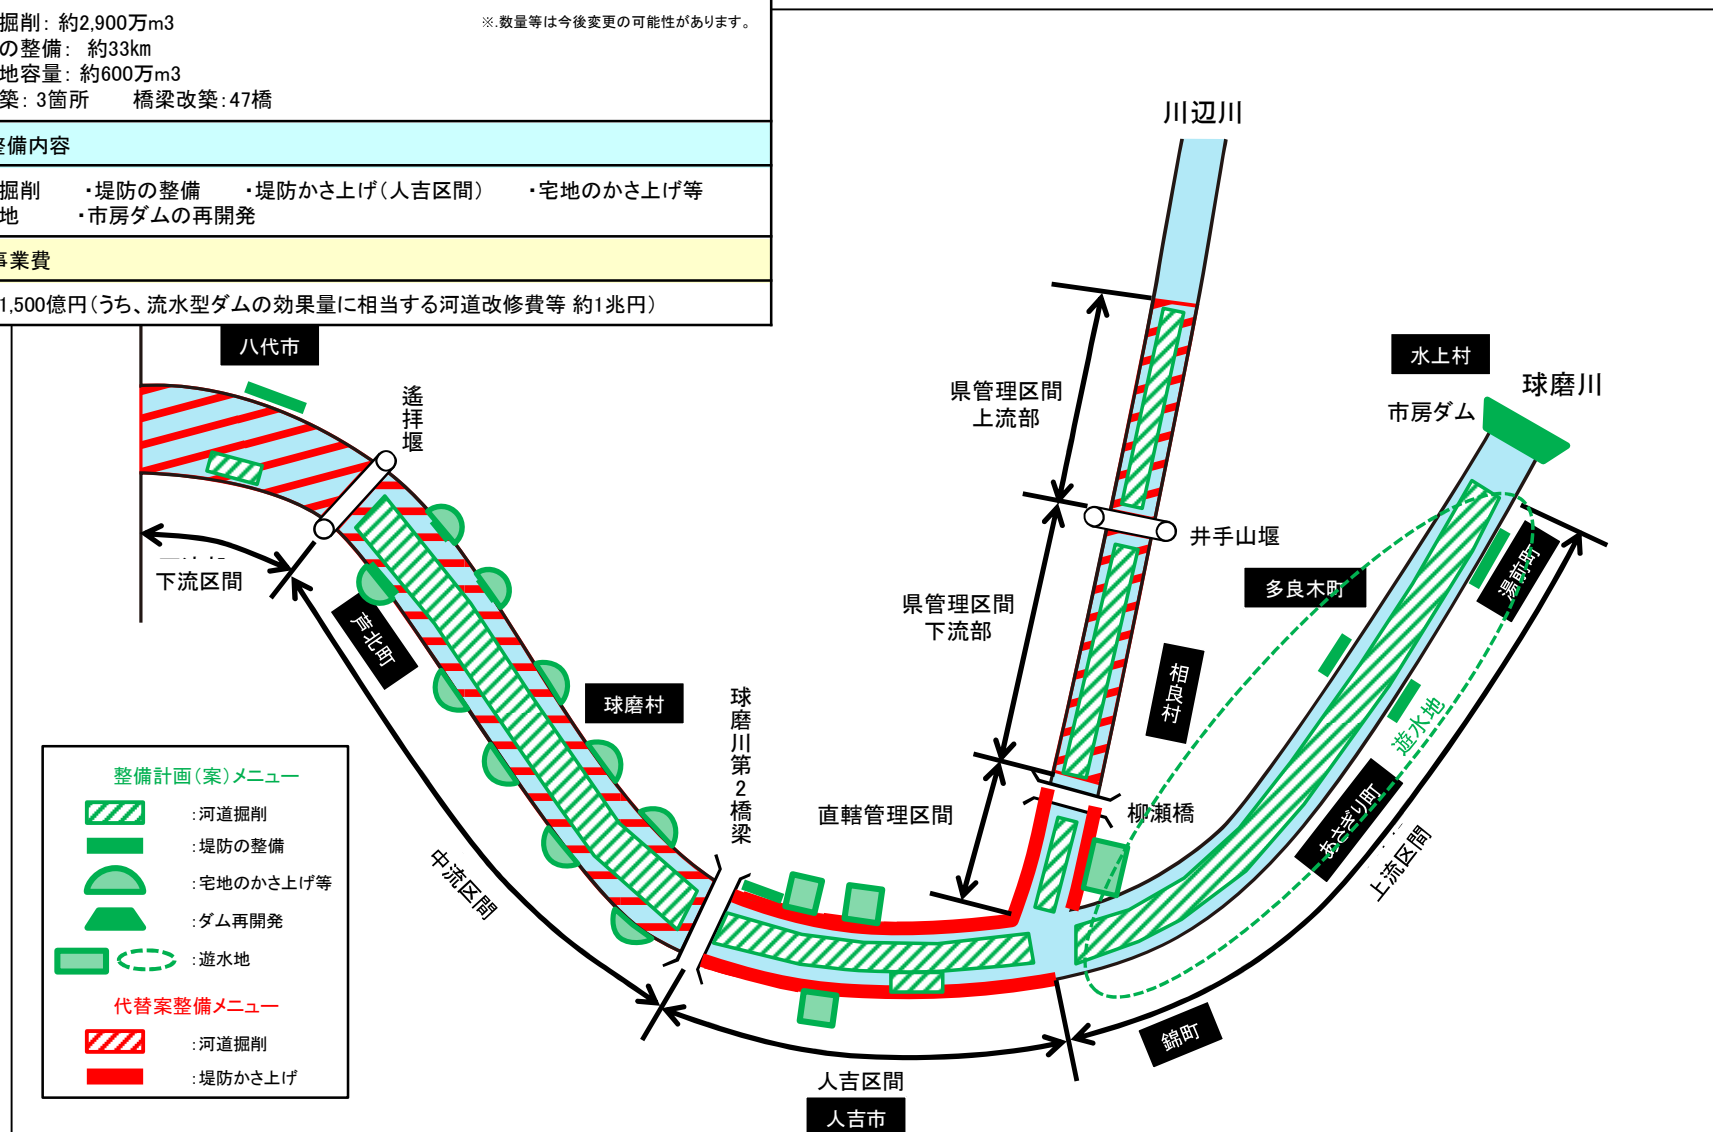 掘削：約2,900万m3
※.数量等は今後変更の可能性があります。
の整備： 約33km
地容量：約600万m3
築：3箇所　　橋梁改築：47橋
整備内容
掘削　　・堤防の整備　　・堤防かさ上げ（人吉区間）　　・宅地のかさ上げ等
地　　　・市房ダムの再開発
事業費
1,500億円（うち、流水型ダムの効果量に相当する河道改修費等 約1兆円）
川辺川
八代市
遙拝堰
県管理区間
上流部
水上村
球磨川
市房ダム
井手山堰
下流区間
多良木町
湯前町
県管理区間
下流部
芦北町
球磨村
相良村
球磨川第2橋梁
遊水地
直轄管理区間
柳瀬橋
あさぎり町
上流区間
中流区間
錦町
人吉区間
人吉市
整備計画（案）メニュー
：河道掘削
：堤防の整備
：宅地のかさ上げ等
：ダム再開発
：遊水地
代替案整備メニュー
：河道掘削
：堤防かさ上げ